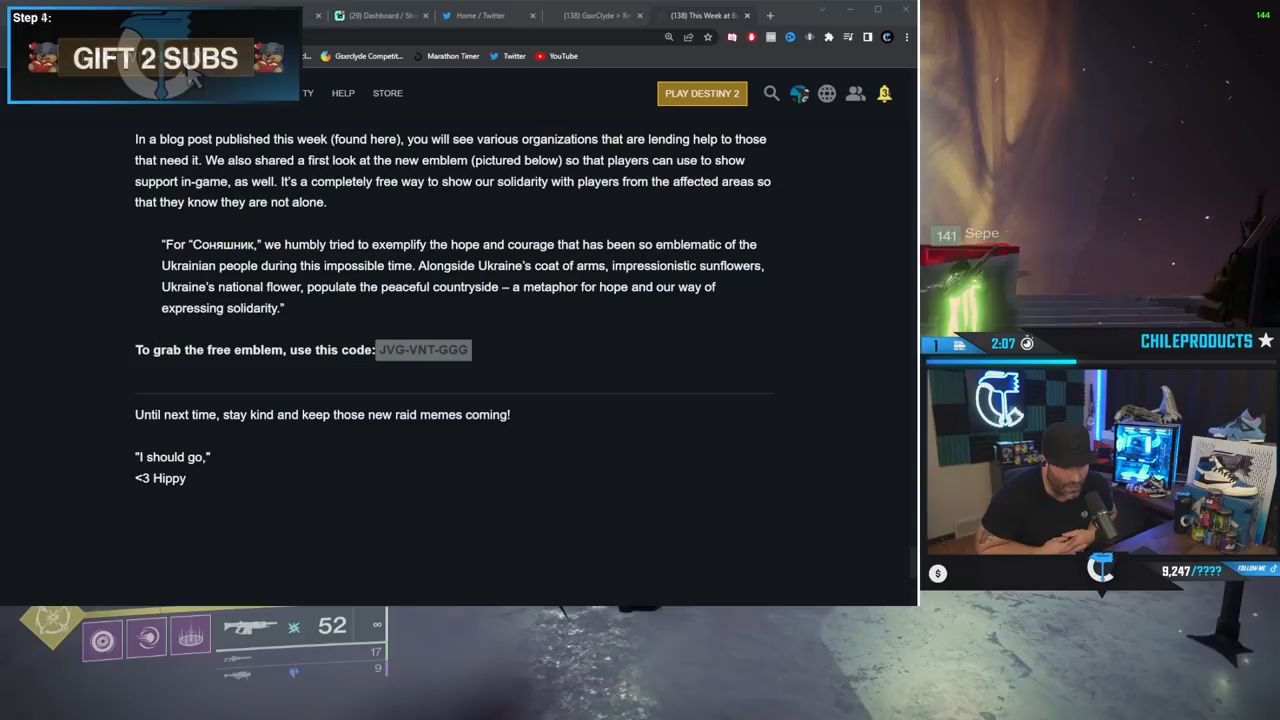 Step 4:
GIFT 2 SUBS
(29) Dashboard / Str
Home / Twitter
(138) GsxrClyde > Re
(138) This Week at B
Gsxrclyde Competit...
Marathon Timer
Twitter
YouTube
TY
HELP
STORE
PLAY DESTINY 2
3
144
In a blog post published this week (found here), you will see various organizations that are lending help to those
that need it. We also shared a first look at the new emblem (pictured below) so that players can use to show
support in-game, as well. It's a completely free way to show our solidarity with players from the affected areas so
that they know they are not alone.
“For “Соняшник,” we humbly tried to exemplify the hope and courage that has been so emblematic of the
Ukrainian people during this impossible time. Alongside Ukraine’s coat of arms, impressionistic sunflowers,
Ukraine’s national flower, populate the peaceful countryside – a metaphor for hope and our way of
expressing solidarity.”
To grab the free emblem, use this code: JVG-VNT-GGG
Until next time, stay kind and keep those new raid memes coming!
"I should go,"
<3 Hippy
141 Sepe
1
2:07
CHILEPRODUCTS
$
9,247/????
FOLLOW ME
52
∞
17
9